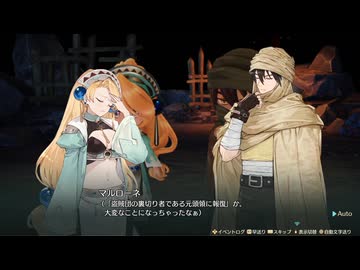 マルローネ
（「盗賊団の裏切り者である元頭領に報復」か。
大変なことになっちゃったなぁ）
Auto
イベントログ 早送り スキップ 表示切替 自動文字送り